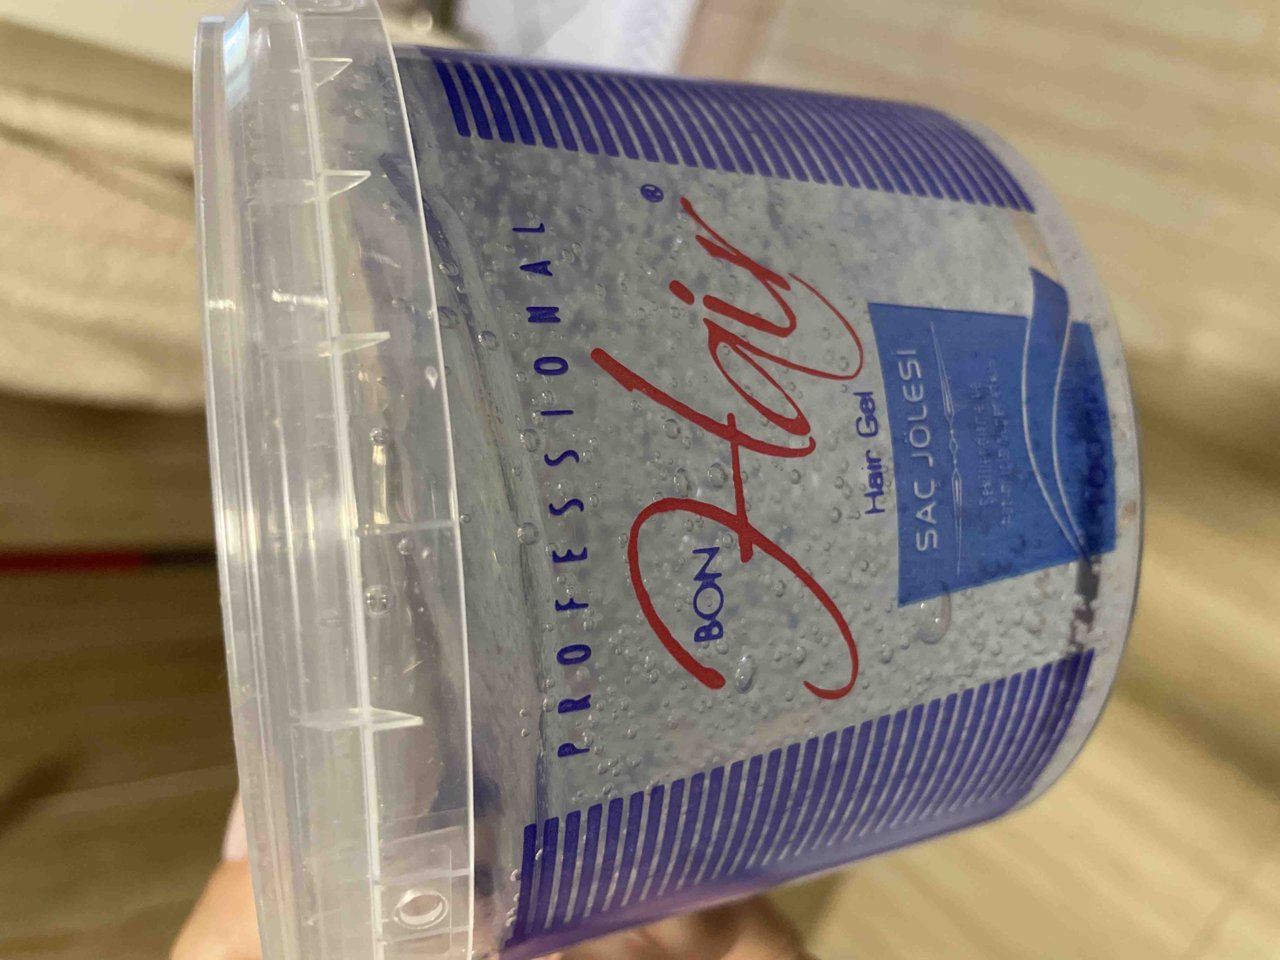 PROFESSIONAL
BON Hair®
Hair Gel
SAÇ JÖLESİ